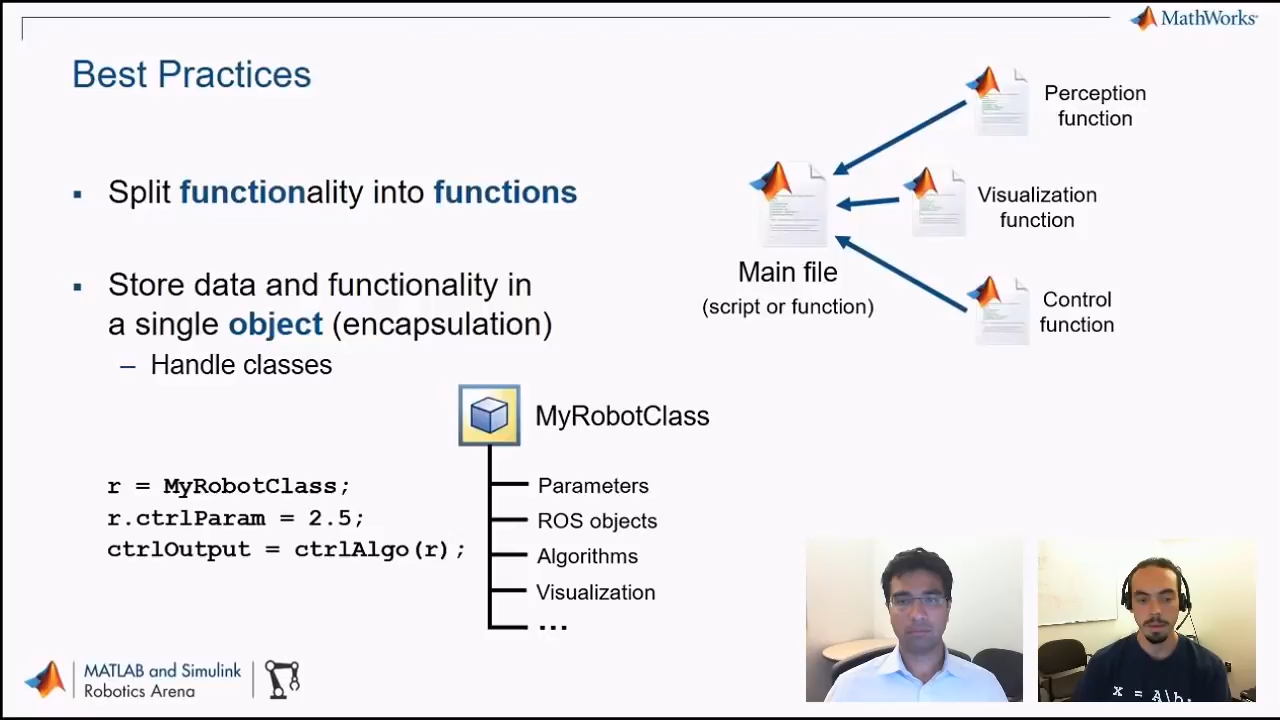 MathWorks
Best Practices
Split functionality into functions
Store data and functionality in
a single object (encapsulation)
– Handle classes
Perception
function
Visualization
function
Control
function
Main file
(script or function)
MyRobotClass
Parameters
ROS objects
Algorithms
Visualization
...
r = MyRobotClass;
r.ctrlParam = 2.5;
ctrlOutput = ctrlAlgo(r);
MATLAB and Simulink
Robotics Arena
x = A\b;